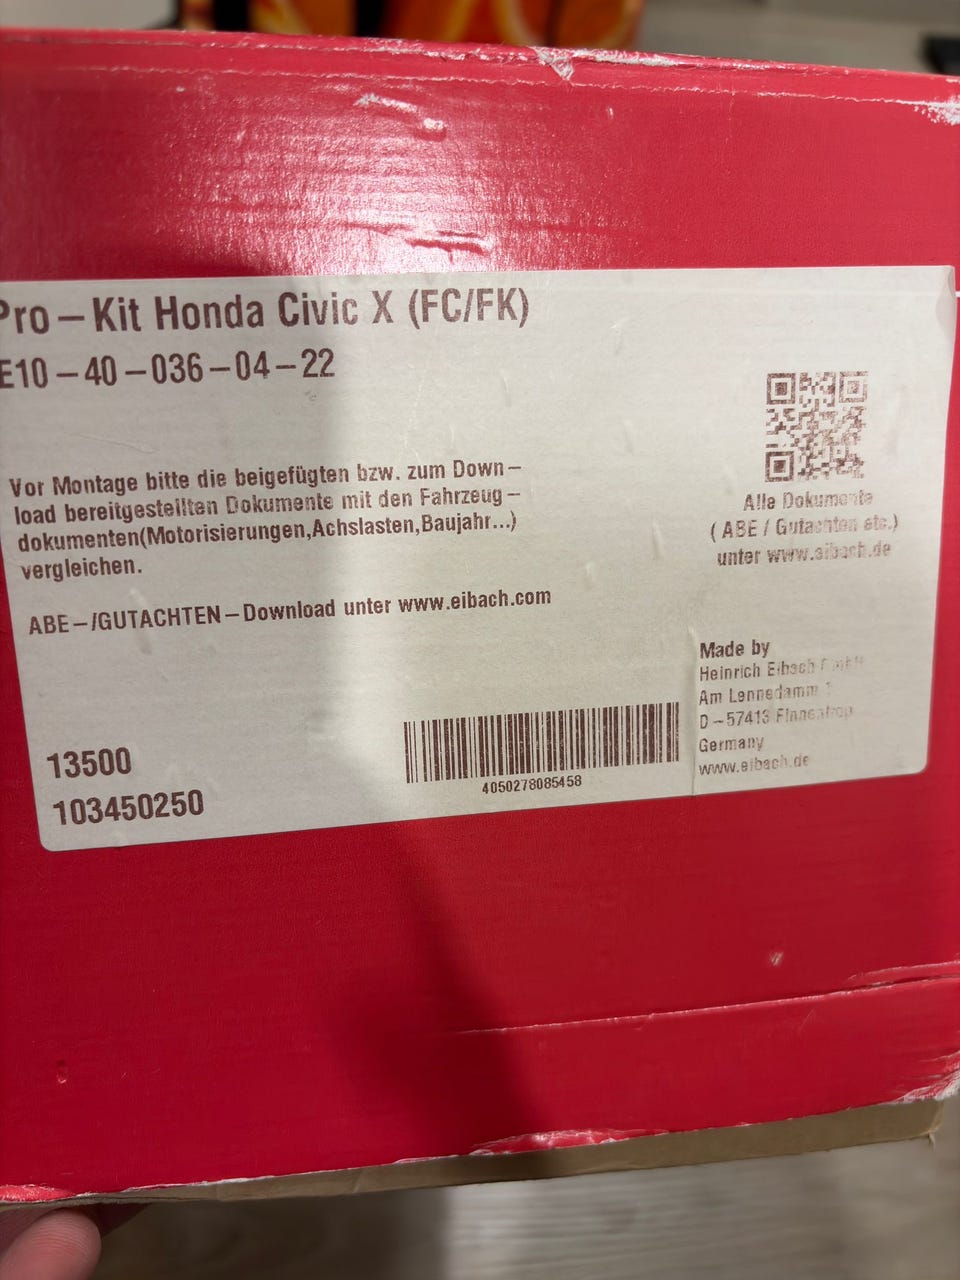 Pro-Kit Honda Civic X (FC/FK)
E10-40-036-04-22
Vor Montage bitte die beigefügten bzw. zum Down-
load bereitgestellten Dokumente mit den Fahrzeug-
dokumenten(Motorisierungen,Achslasten,Baujahr...)
vergleichen.
ABE-/GUTACHTEN-Download unter www.eibach.com
Alle Dokumente
( ABE / Gutachten etc.)
unter www.eibach.de
Made by
Heinrich Eibach GmbH
Am Lennedamm 1
D-57413 Finnentrop
Germany
www.eibach.de
13500
103450250
4050278085458